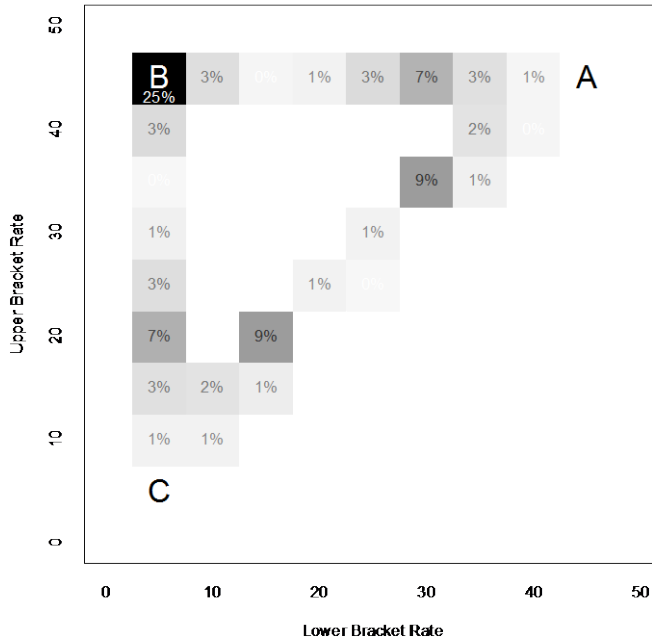 50
B 3% 0% 1% 3% 7% 3% 1% A
25%
40
3% 2% 0%
0% 9% 1%
30
1% 1%
3% 1% 0%
20
7% 9%
3% 2% 1%
10
1% 1%
C
0
Upper Bracket Rate
0 10 20 30 40 50
Lower Bracket Rate